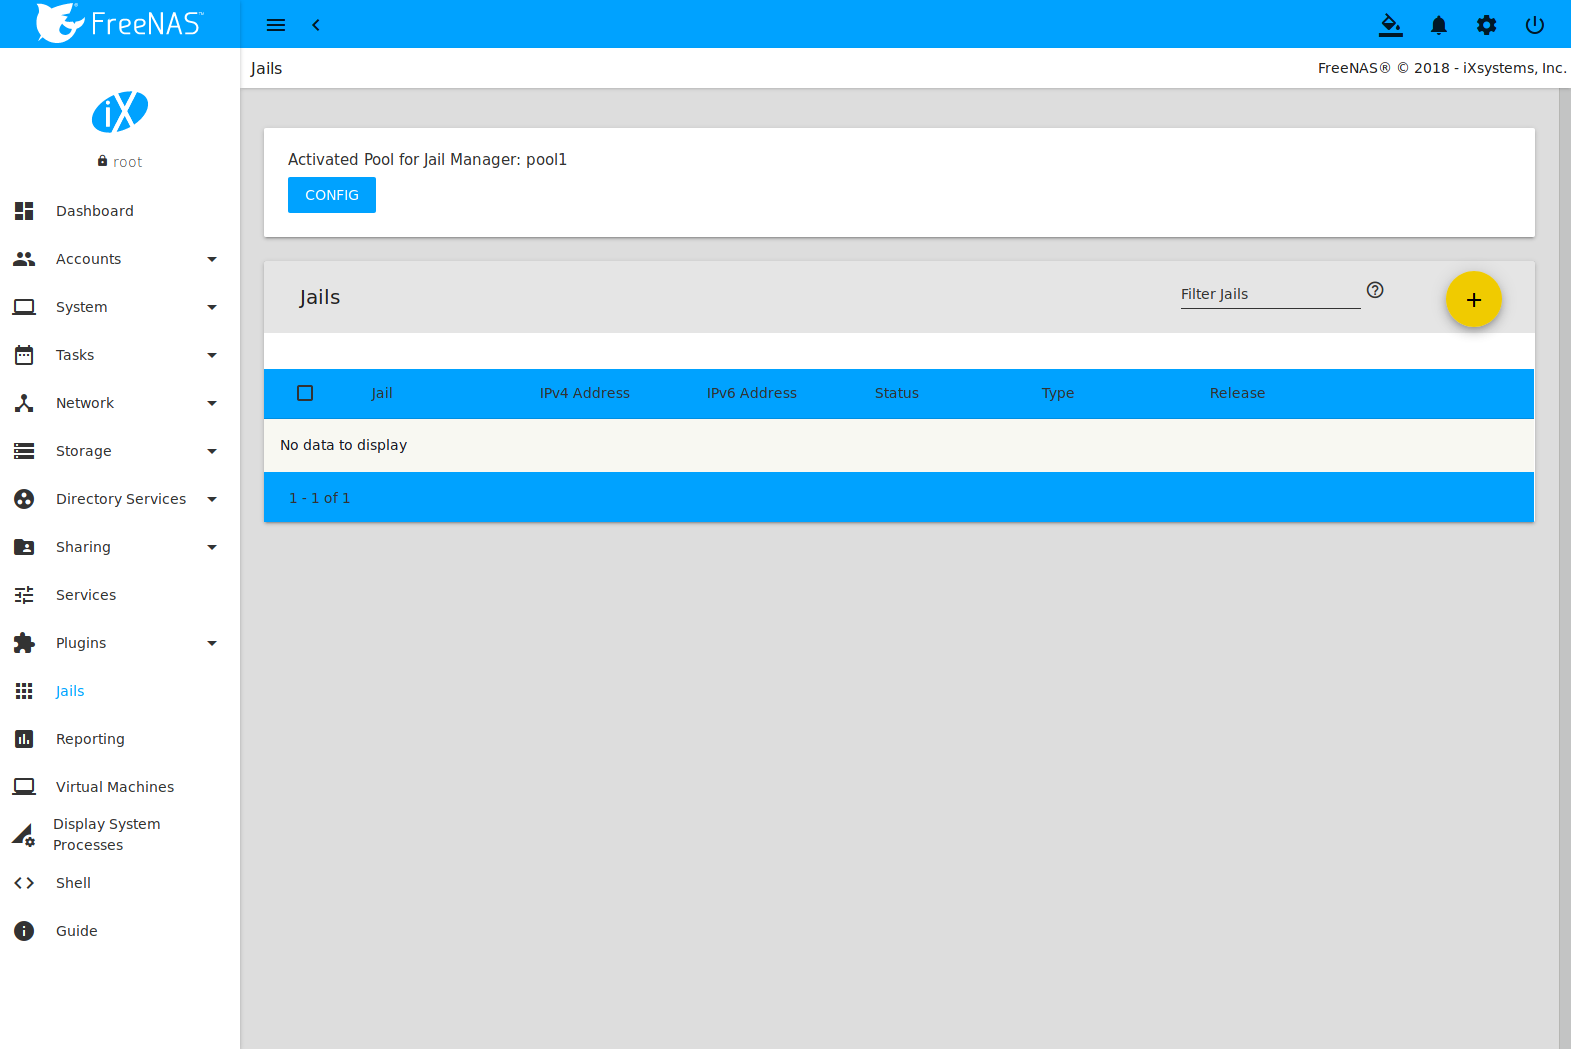 FreeNAS™
Jails
FreeNAS® © 2018 - iXsystems, Inc.
iX
root
Dashboard
Accounts
System
Tasks
Network
Storage
Directory Services
Sharing
Services
Plugins
Jails
Reporting
Virtual Machines
Display System
Processes
Shell
Guide
Activated Pool for Jail Manager: pool1
CONFIG
Jails
Filter Jails
Jail IPv4 Address IPv6 Address Status Type Release
No data to display
1 - 1 of 1